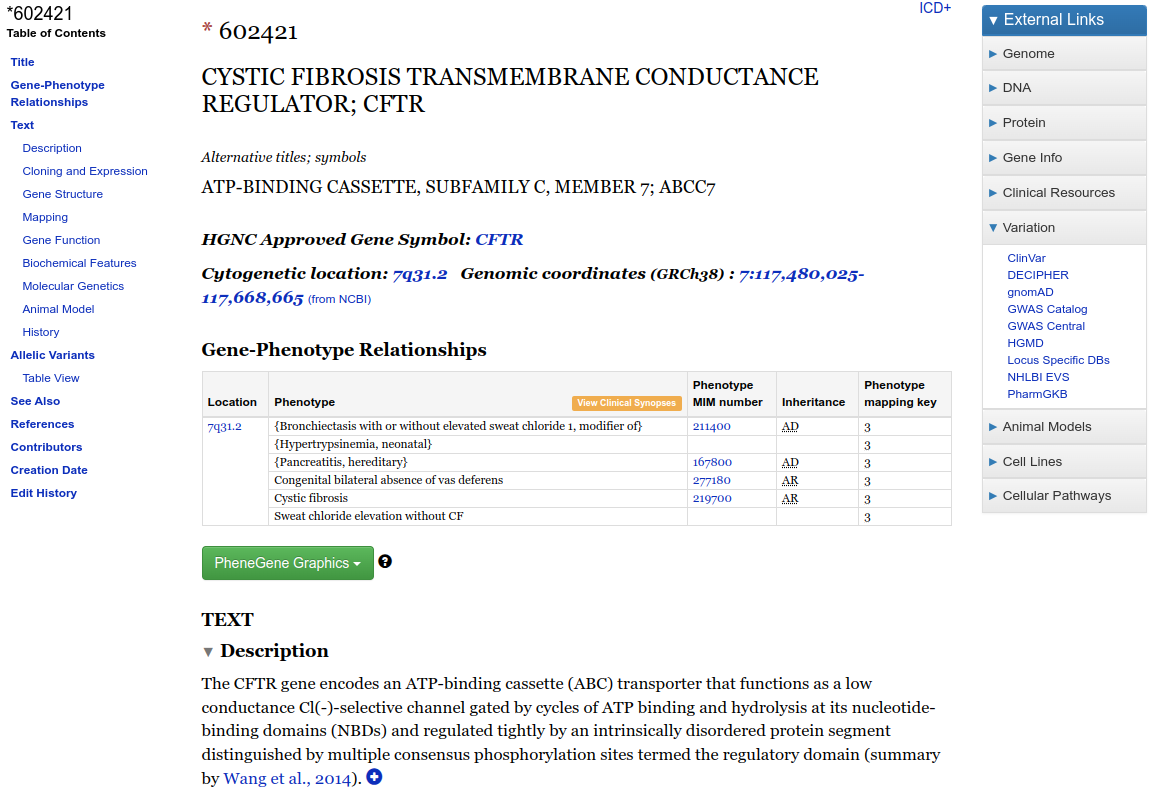 *602421
Table of Contents
Title
Gene-Phenotype
Relationships
Text
Description
Cloning and Expression
Gene Structure
Mapping
Gene Function
Biochemical Features
Molecular Genetics
Animal Model
History
Allelic Variants
Table View
See Also
References
Contributors
Creation Date
Edit History
ICD+
* 602421
CYSTIC FIBROSIS TRANSMEMBRANE CONDUCTANCE
REGULATOR; CFTR
Alternative titles; symbols
ATP-BINDING CASSETTE, SUBFAMILY C, MEMBER 7; ABCC7
HGNC Approved Gene Symbol: CFTR
Cytogenetic location: 7q31.2 Genomic coordinates (GRCh38) : 7:117,480,025-
117,668,665 (from NCBI)
Gene-Phenotype Relationships
Location Phenotype View Clinical Synopses Phenotype MIM number Inheritance Phenotype mapping key
7q31.2 {Bronchiectasis with or without elevated sweat chloride 1, modifier of} 211400 AD 3
{Hypertrypsinemia, neonatal} 3
{Pancreatitis, hereditary} 167800 AD 3
Congenital bilateral absence of vas deferens 277180 AR 3
Cystic fibrosis 219700 AR 3
Sweat chloride elevation without CF 3
PheneGene Graphics ?
TEXT
▼ Description
The CFTR gene encodes an ATP-binding cassette (ABC) transporter that functions as a low
conductance Cl(-)-selective channel gated by cycles of ATP binding and hydrolysis at its nucleotide-
binding domains (NBDs) and regulated tightly by an intrinsically disordered protein segment
distinguished by multiple consensus phosphorylation sites termed the regulatory domain (summary
by Wang et al., 2014).
▼ External Links
► Genome
► DNA
► Protein
► Gene Info
► Clinical Resources
▼ Variation
ClinVar
DECIPHER
gnomAD
GWAS Catalog
GWAS Central
HGMD
Locus Specific DBs
NHLBI EVS
PharmGKB
► Animal Models
► Cell Lines
► Cellular Pathways